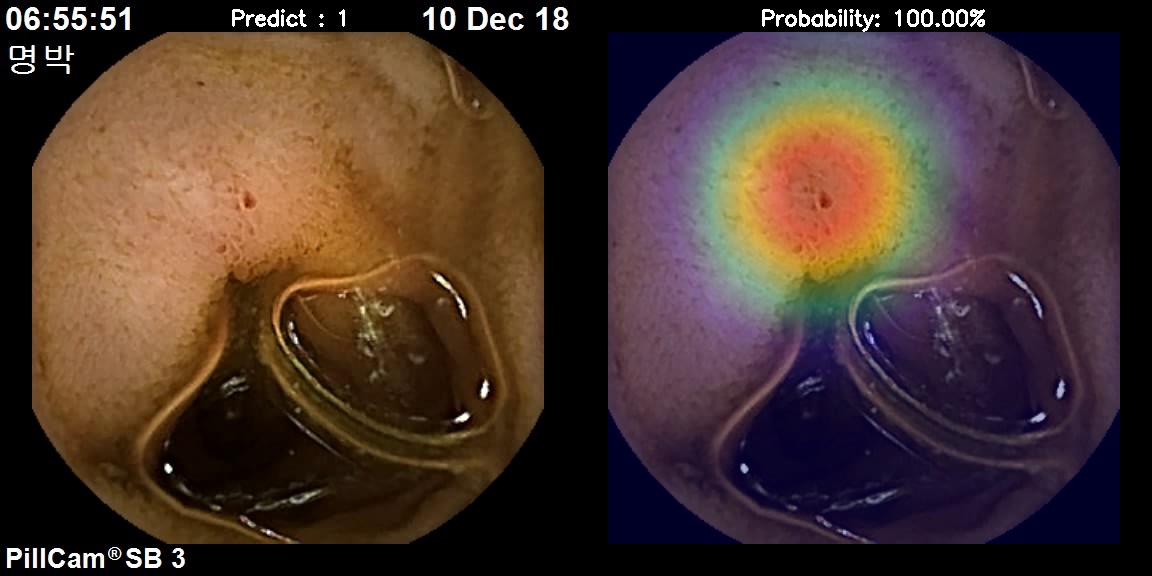 06:55:51
Predict : 1
10 Dec 18
Probability: 100.00%
명박
PillCam® SB 3